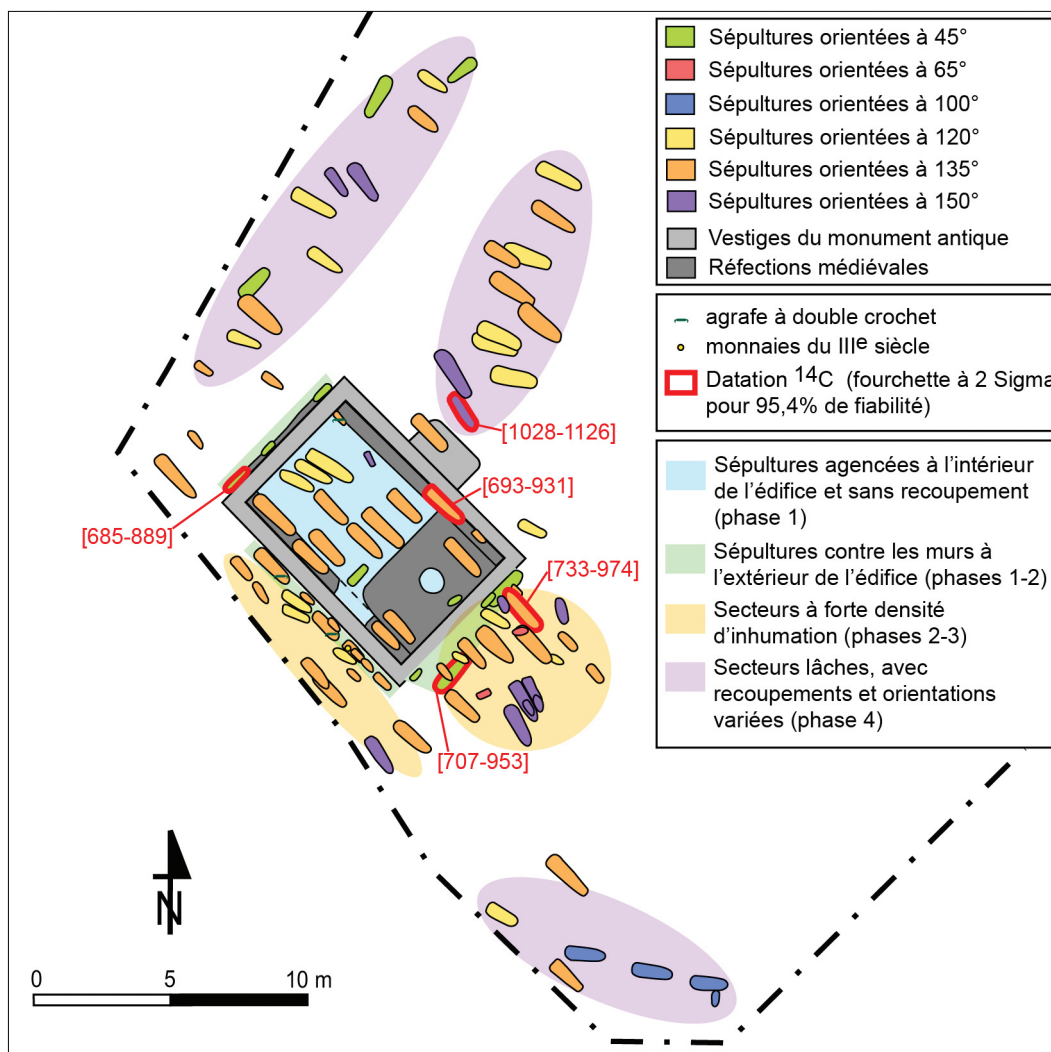 Sépultures orientées à 45°
Sépultures orientées à 65°
Sépultures orientées à 100°
Sépultures orientées à 120°
Sépultures orientées à 135°
Sépultures orientées à 150°
Vestiges du monument antique
Réfections médiévales
agrafe à double crochet
monnaies du IIIe siècle
Datation 14C (fourchette à 2 Sigma
pour 95,4% de fiabilité)
Sépultures agencées à l'intérieur
de l'édifice et sans recoupement
(phase 1)
Sépultures contre les murs à
l'extérieur de l'édifice (phases 1-2)
Secteurs à forte densité
d'inhumation (phases 2-3)
Secteurs lâches, avec
recoupements et orientations
variées (phase 4)
[1028-1126]
[693-931]
[685-889]
[733-974]
[707-953]
N
0 5 10 m